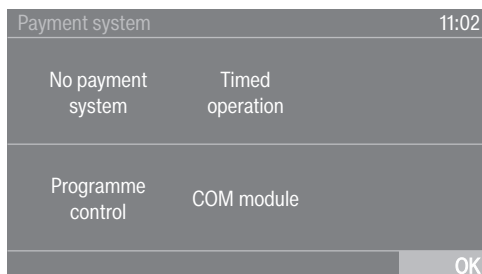 Payment system 11:02
No payment Timed
system operation
Programme
control COM module
OK